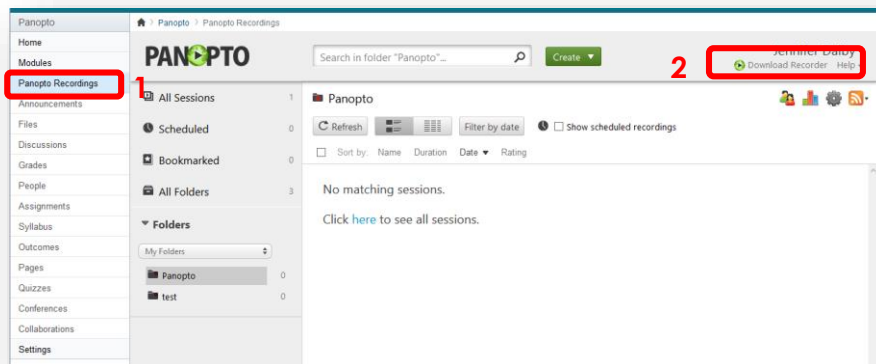 Panopto
Panopto > Panopto Recordings
Home
Modules
Panopto Recordings
Announcements
Files
Discussions
Grades
People
Assignments
Syllabus
Outcomes
Pages
Quizzes
Conferences
Collaborations
Settings
1
PANOPTO
Search in folder "Panopto"...
Create
2
Jennifer Dalby
Download Recorder Help
All Sessions 1
Scheduled 0
Bookmarked 0
All Folders 3
Folders
My Folders
Panopto 0
test 0
Panopto
Refresh
Filter by date
Show scheduled recordings
Sort by: Name Duration Date Rating
No matching sessions.
Click here to see all sessions.